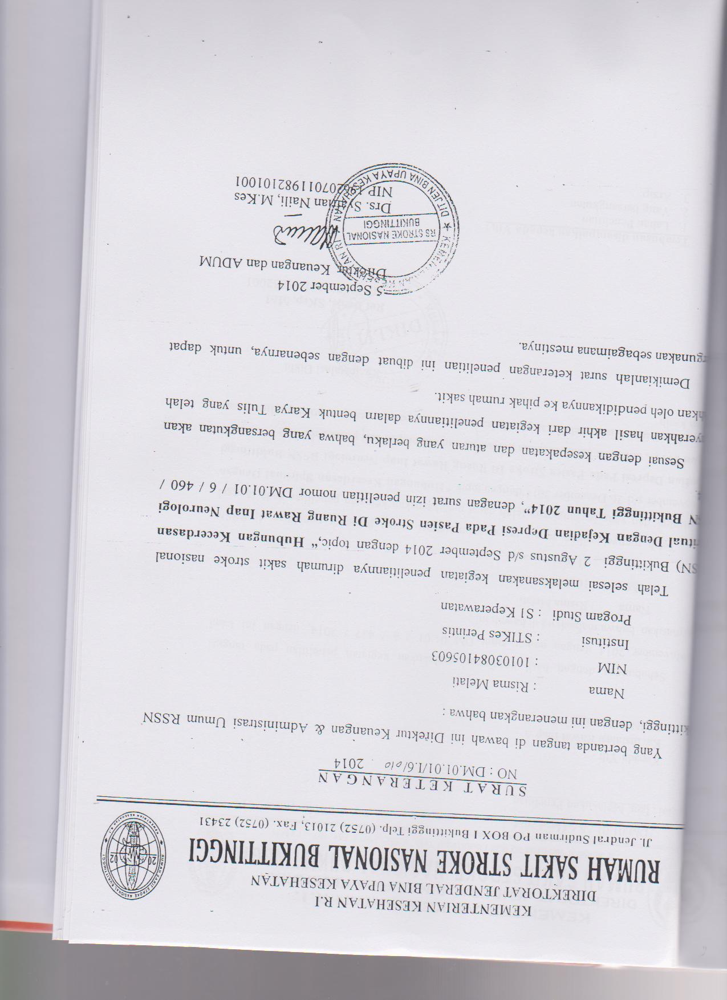 KEMENTERIAN KESEHATAN R.I
DIREKTORAT JENDERAL BINA UPAYA KESEHATAN
RUMAH SAKIT STROKE NASIONAL BUKITTINGGI
Jl. Jendral Sudirman PO BOX 1 Bukittinggi Telp. (0752) 21013, Fax. (0752) 23431
SURAT KETERANGAN
NO : DM.01.01/I.6/010 2014
Yang bertanda tangan di bawah ini Direktur Keuangan & Administrasi Umum RSSN
kittinggi, dengan ini menerangkan bahwa :
Nama : Risma Melati
NIM : 10103084105603
Institusi : STIKes Perintis
Progam Studi : S1 Keperawatan
Telah selesai melaksanakan kegiatan penelitiannya dirumah sakit stroke nasional
SN) Bukittinggi 2 Agustus s/d September 2014 dengan topic,“ Hubungan Kecerdasan
itual Dengan Kejadian Depresi Pada Pasien Stroke Di Ruang Rawat Inap Neurologi
N Bukittinggi Tahun 2014”, denagan surat izin penelitian nomor DM.01.01 / 6 / 460 /
4.
Sesuai dengan kesepakatan dan aturan yang berlaku, bahwa yang bersangkutan akan
yerahkan hasil akhir dari kegiatan penelitiannya dalam bentuk Karya Tulis yang telah
hkan oleh pendidikannya ke pihak rumah sakit.
Demikianlah surat keterangan penelitian ini dibuat dengan sebenarnya, untuk dapat
rgunakan sebagaimana mestinya.
5 September 2014
Direktur Keuangan dan ADUM
KEMENTERIAN KESEHATAN RI
RS STROKE NASIONAL
BUKITTINGGI
DITJEN BINA UPAYA KESEHATAN
Drs. Syafrian Naili, M.Kes
NIP 196207011982101001